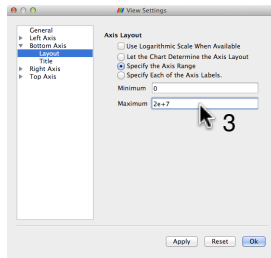 View Settings
General
Left Axis
Bottom Axis
Layout
Title
Right Axis
Top Axis
Axis Layout
Use Logarithmic Scale When Available
Let the Chart Determine the Axis Layout
Specify the Axis Range
Specify Each of the Axis Labels.
Minimum 0
Maximum 2e+7
3
Apply Reset Ok